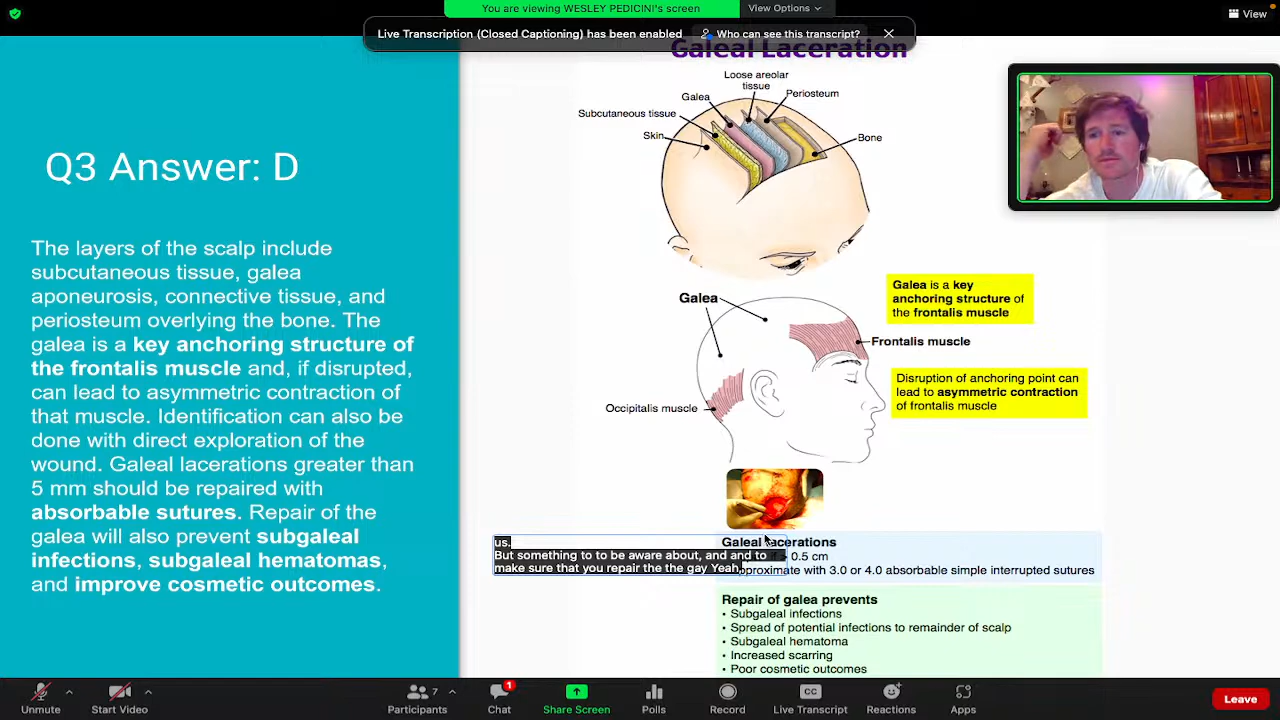 You are viewing WESLEY PEDICINI's screen
View Options
View
Live Transcription (Closed Captioning) has been enabled
Who can see this transcript?
Galeal Laceration
Q3 Answer: D
The layers of the scalp include
subcutaneous tissue, galea
aponeurosis, connective tissue, and
periosteum overlying the bone. The
galea is a key anchoring structure of
the frontalis muscle and, if disrupted,
can lead to asymmetric contraction of
that muscle. Identification can also be
done with direct exploration of the
wound. Galeal lacerations greater than
5 mm should be repaired with
absorbable sutures. Repair of the
galea will also prevent subgaleal
infections, subgaleal hematomas,
and improve cosmetic outcomes.
Loose areolar
tissue
Galea
Periosteum
Subcutaneous tissue
Skin
Bone
Galea
Galea is a key
anchoring structure of
the frontalis muscle
Frontalis muscle
Disruption of anchoring point can
lead to asymmetric contraction
of frontalis muscle
Occipitalis muscle
us.
But something to to be aware about, and and to
make sure that you repair the the gay Yeah,
Galeal lacerations
0.5 cm
approximate with 3.0 or 4.0 absorbable simple interrupted sutures
Repair of galea prevents
• Subgaleal infections
• Spread of potential infections to remainder of scalp
• Subgaleal hematoma
• Increased scarring
• Poor cosmetic outcomes
Unmute
Start Video
7
Participants
1
Chat
Share Screen
Polls
Record
CC
Live Transcript
Reactions
Apps
Leave